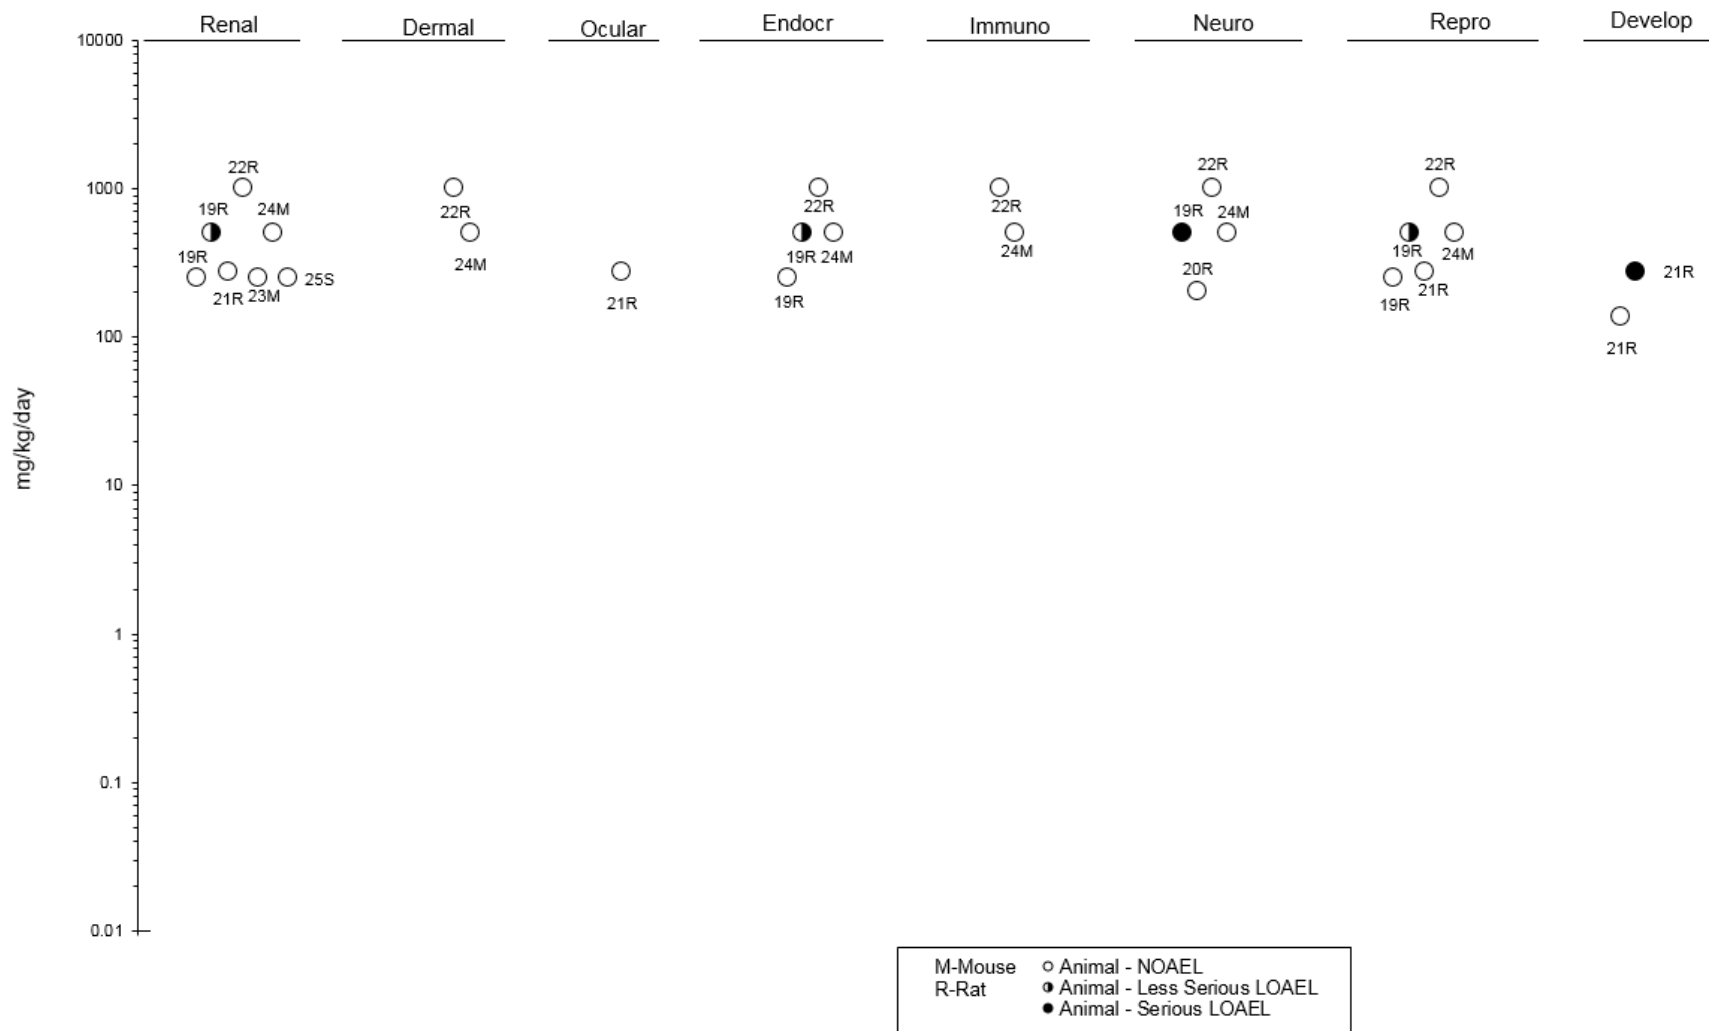 Renal Dermal Ocular Endocr Immuno Neuro Repro Develop
10000
22R 22R 22R
1000
19R 24M 22R 22R 22R 19R 24M
19R 24M 19R 24M 24M 20R 19R 24M 21R
21R 23M 25S 21R 19R 19R 21R
100
21R
mg/kg/day
10
1
0.1
0.01
M-Mouse Animal - NOAEL
R-Rat Animal - Less Serious LOAEL
Animal - Serious LOAEL